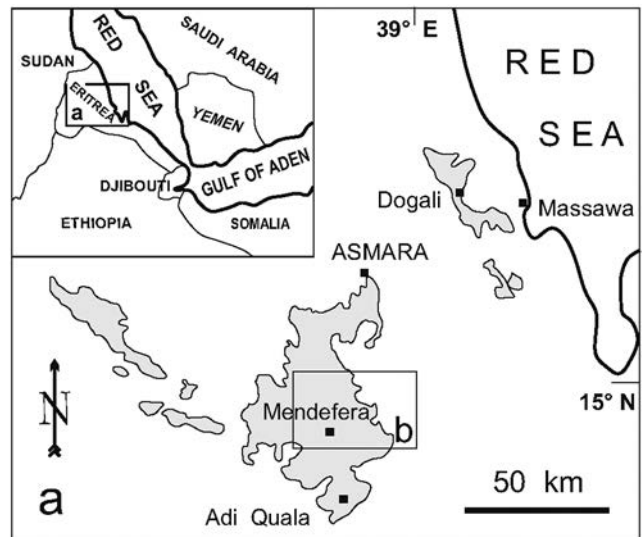 39° E
RED
SEA
SAUDI ARABIA
SUDAN
ERITREA
a
YEMEN
DJIBOUTI
GULF OF ADEN
ETHIOPIA
SOMALIA
RED
SEA
Dogali
Massawa
ASMARA
15° N
N
Mendefera
b
a
Adi Quala
50 km